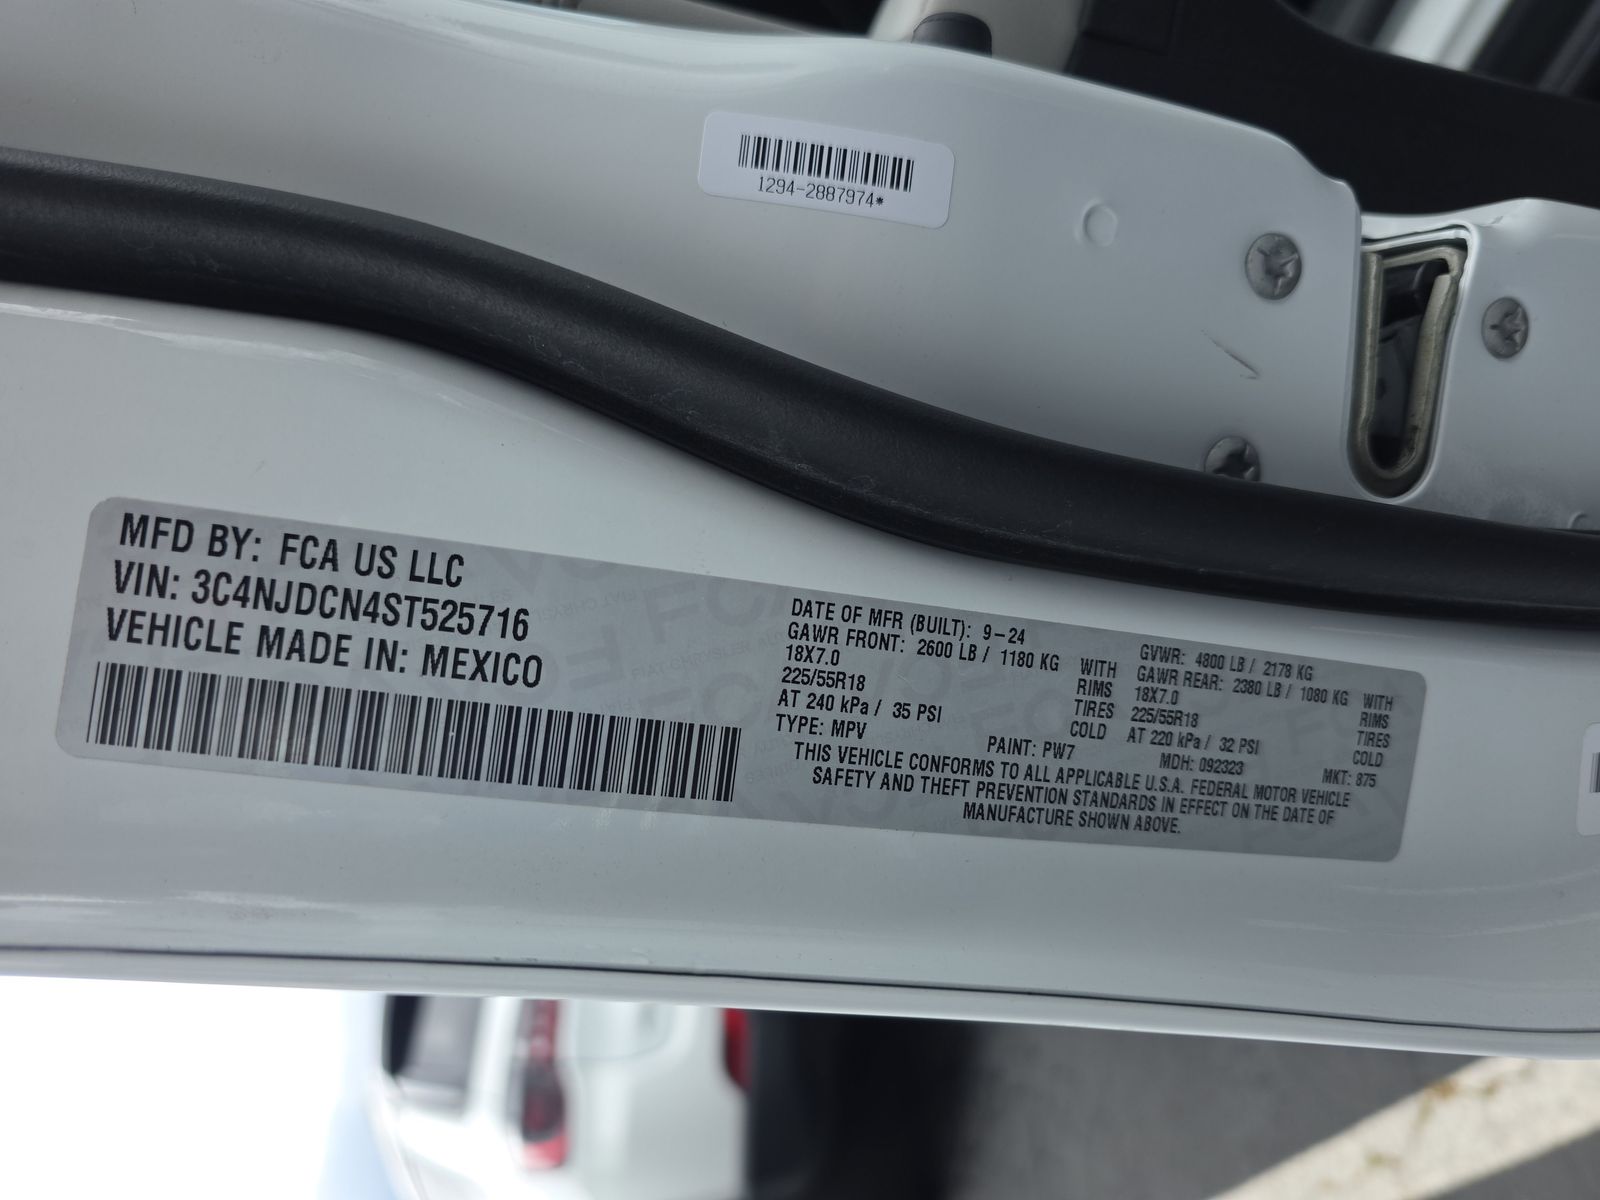 1294-2887974*
MFD BY: FCA US LLC
VIN: 3C4NJDCN4ST525716
VEHICLE MADE IN: MEXICO
DATE OF MFR (BUILT): 9-24
GAWR FRONT: 2600 LB / 1180 KG WITH
18X7.0 RIMS
225/55R18 TIRES
AT 240 kPa / 35 PSI COLD
TYPE: MPV
GVWR: 4800 LB / 2178 KG
GAWR REAR: 2380 LB / 1080 KG WITH
18X7.0 RIMS
225/55R18 TIRES
AT 220 kPa / 32 PSI COLD
PAINT: PW7 MDH: 092323 MKT: 875
THIS VEHICLE CONFORMS TO ALL APPLICABLE U.S.A. FEDERAL MOTOR VEHICLE
SAFETY AND THEFT PREVENTION STANDARDS IN EFFECT ON THE DATE OF
MANUFACTURE SHOWN ABOVE.